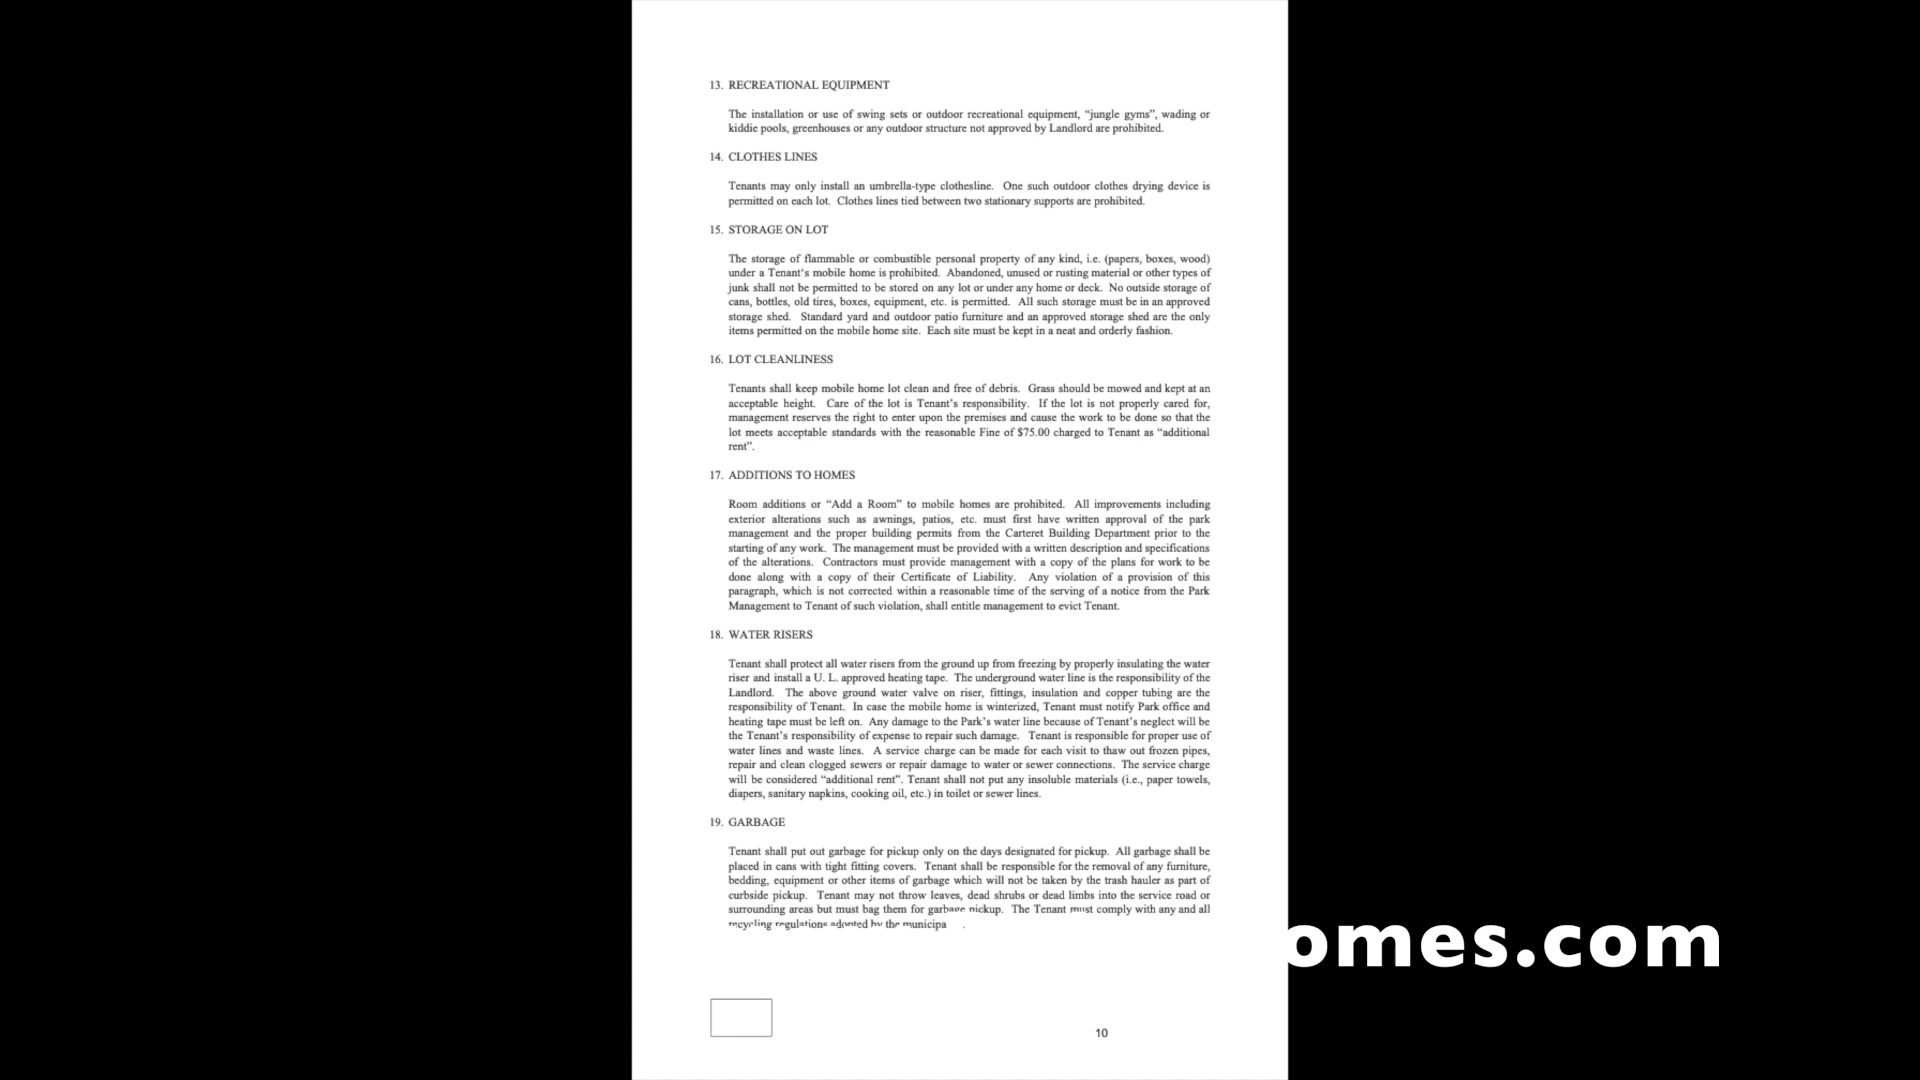 13. RECREATIONAL EQUIPMENT
The installation or use of swing sets or outdoor recreational equipment, “jungle gyms”, wading or
kiddie pools, greenhouses or any outdoor structure not approved by Landlord are prohibited.
14. CLOTHES LINES
Tenants may only install an umbrella-type clothesline. One such outdoor clothes drying device is
permitted on each lot. Clothes lines tied between two stationary supports are prohibited.
15. STORAGE ON LOT
The storage of flammable or combustible personal property of any kind, i.e. (papers, boxes, wood)
under a Tenant‘s mobile home is prohibited. Abandoned, unused or rusting material or other types of
junk shall not be permitted to be stored on any lot or under any home or deck. No outside storage of
cans, bottles, old tires, boxes, equipment, etc. is permitted. All such storage must be in an approved
storage shed. Standard yard and outdoor patio furniture and an approved storage shed are the only
items permitted on the mobile home site. Each site must be kept in a neat and orderly fashion.
16. LOT CLEANLINESS
Tenants shall keep mobile home lot clean and free of debris. Grass should be mowed and kept at an
acceptable height. Care of the lot is Tenant’s responsibility. If the lot is not properly cared for,
management reserves the right to enter upon the premises and cause the work to be done so that the
lot meets acceptable standards with the reasonable Fine of $75.00 charged to Tenant as “additional
rent”.
17. ADDITIONS TO HOMES
Room additions or “Add a Room” to mobile homes are prohibited. All improvements including
exterior alterations such as awnings, patios, etc. must first have written approval of the park
management and the proper building permits from the Carteret Building Department prior to the
starting of any work. The management must be provided with a written description and specifications
of the alterations. Contractors must provide management with a copy of the plans for work to be
done along with a copy of their Certificate of Liability. Any violation of a provision of this
paragraph, which is not corrected within a reasonable time of the serving of a notice from the Park
Management to Tenant of such violation, shall entitle management to evict Tenant.
18. WATER RISERS
Tenant shall protect all water risers from the ground up from freezing by properly insulating the water
riser and install a U. L. approved heating tape. The underground water line is the responsibility of the
Landlord. The above ground water valve on riser, fittings, insulation and copper tubing are the
responsibility of Tenant. In case the mobile home is winterized, Tenant must notify Park office and
heating tape must be left on. Any damage to the Park’s water line because of Tenant’s neglect will be
the Tenant’s responsibility of expense to repair such damage. Tenant is responsible for proper use of
water lines and waste lines. A service charge can be made for each visit to thaw out frozen pipes,
repair and clean clogged sewers or repair damage to water or sewer connections. The service charge
will be considered “additional rent”. Tenant shall not put any insoluble materials (i.e., paper towels,
diapers, sanitary napkins, cooking oil, etc.) in toilet or sewer lines.
19. GARBAGE
Tenant shall put out garbage for pickup only on the days designated for pickup. All garbage shall be
placed in cans with tight fitting covers. Tenant shall be responsible for the removal of any furniture,
bedding, equipment or other items of garbage which will not be taken by the trash hauler as part of
curbside pickup. Tenant may not throw leaves, dead shrubs or dead limbs into the service road or
surrounding areas but must bag them for garbage pickup. The Tenant must comply with any and all
recycling regulations adopted by the municipa
omes.com
10